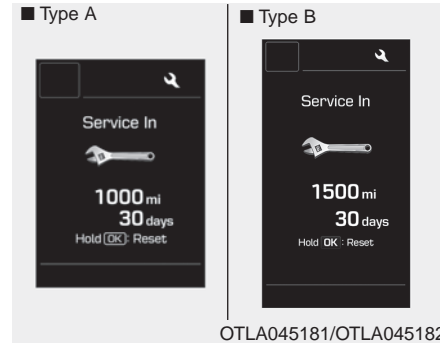 ■ Type A
Service In
1000 mi
30 days
Hold OK : Reset
■ Type B
Service In
1500 mi
30 days
Hold OK : Reset
OTLA045181/OTLA045182